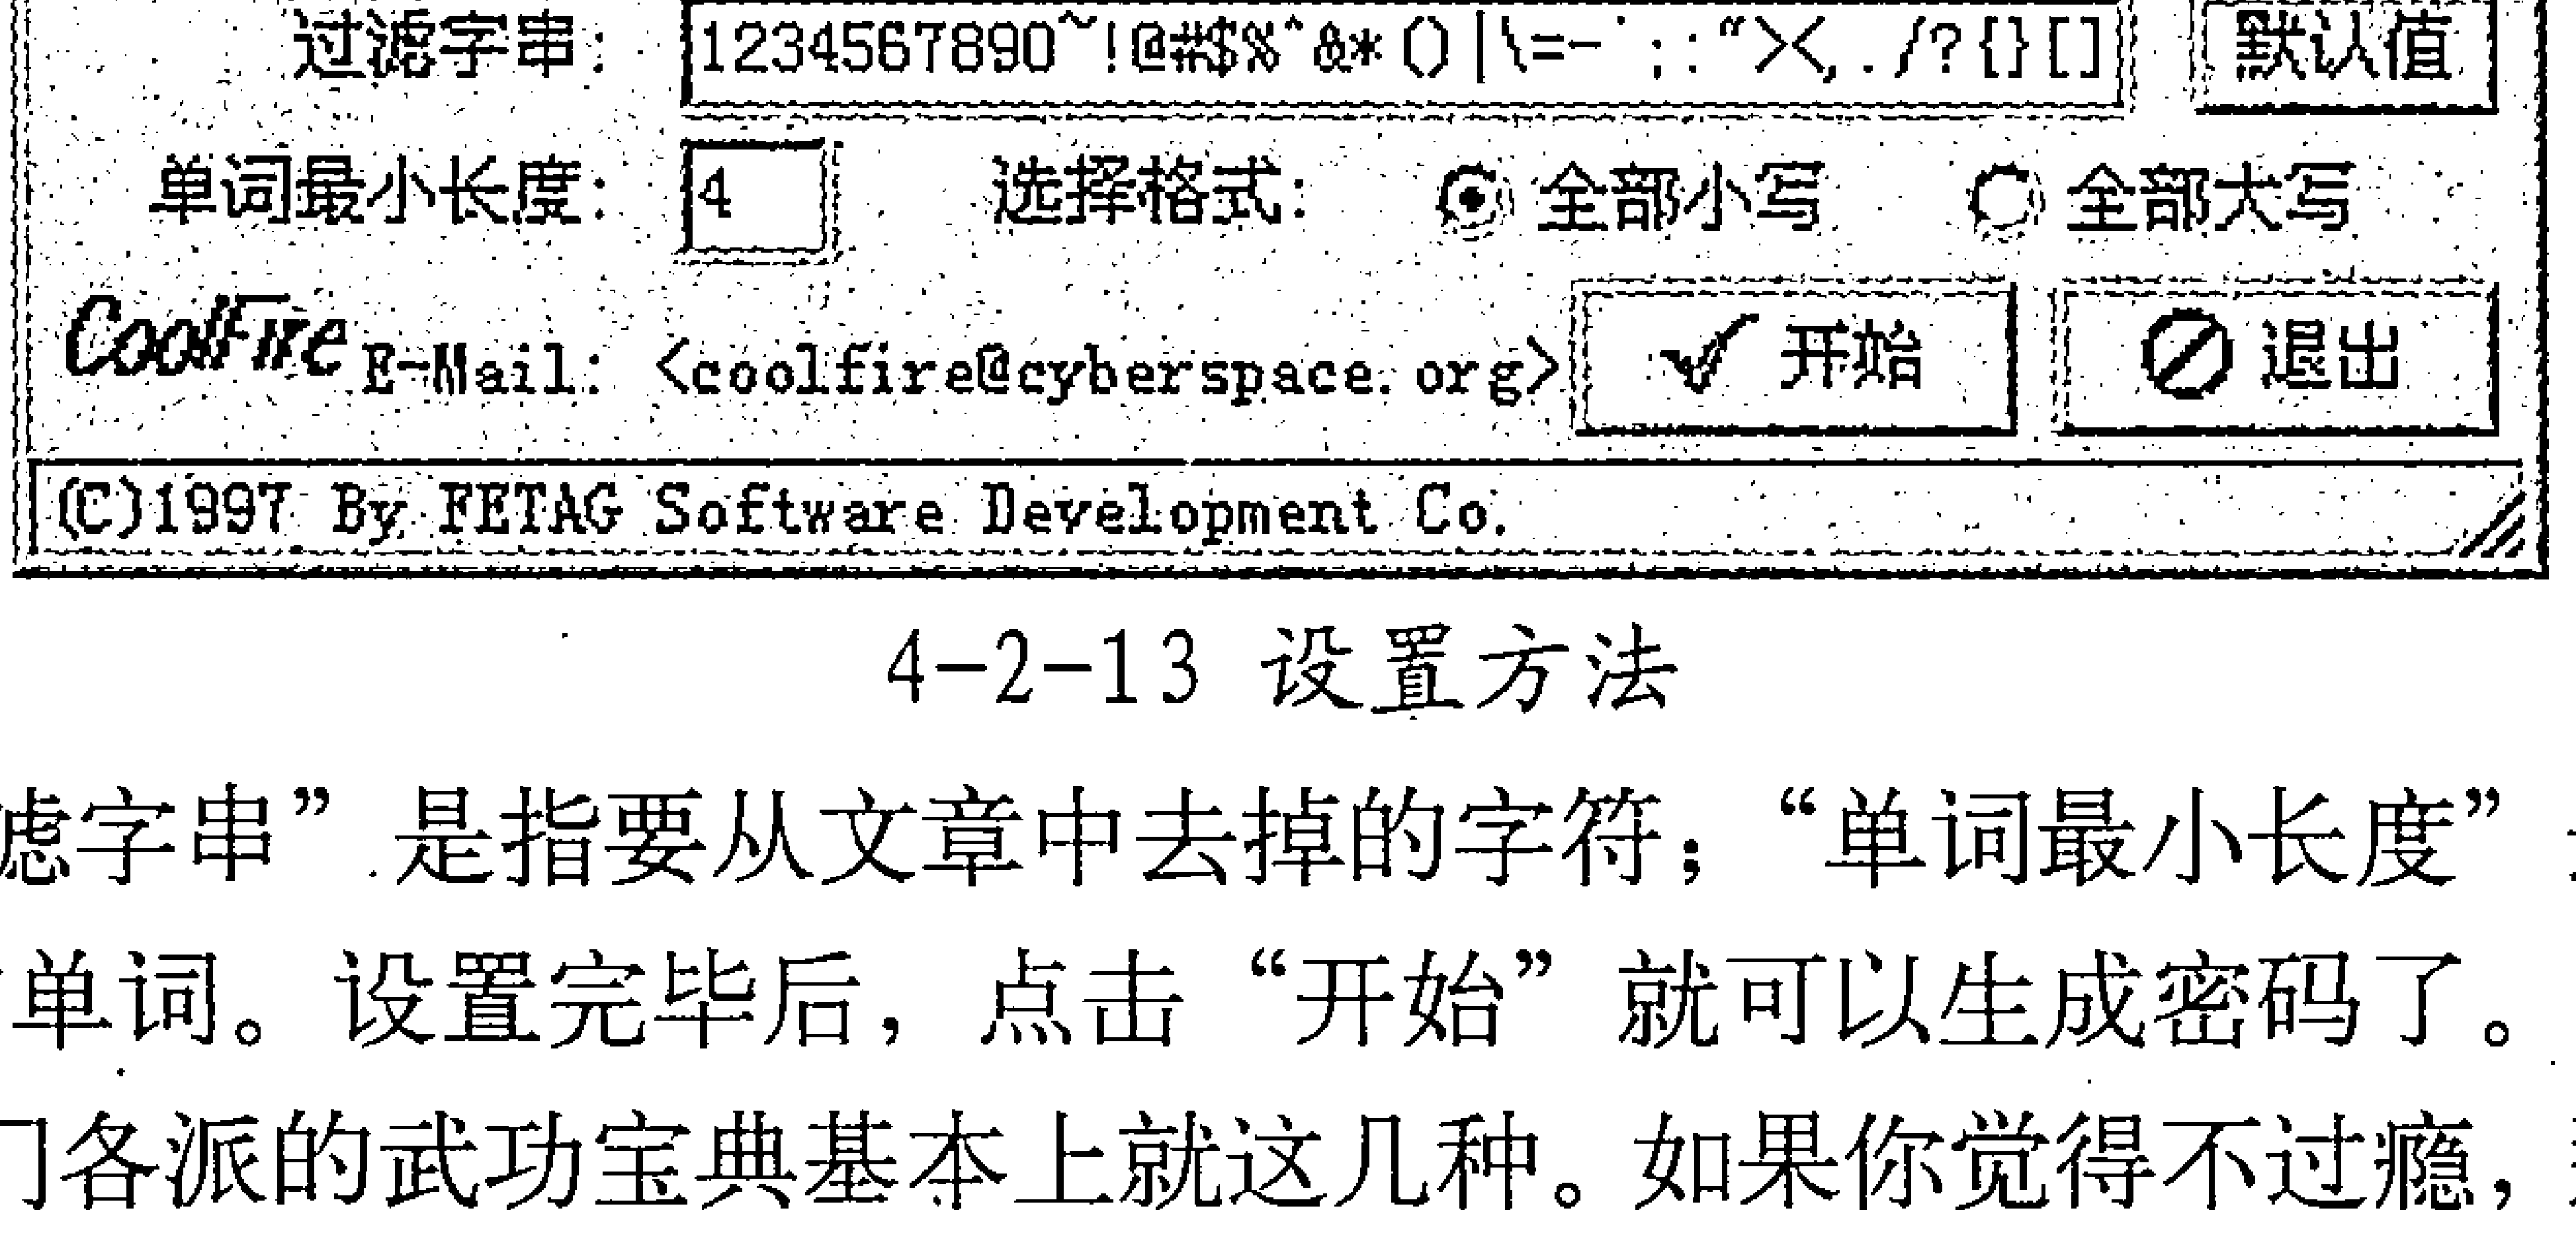 过滤字串: 1234567890~!@#$%^&*()|\=-`;:“><,./?{}[] 默认值
单词最小长度: 4 选择格式: 全部小写 全部大写
CoolFire E-Mail: <coolfire@cyberspace.org> 开始 退出
(C)1997 By FETAG Software Development Co.
4-2-13 设置方法
滤字串”是指要从文章中去掉的字符；“单词最小长度”
单词。设置完毕后，点击“开始”就可以生成密码了。
门各派的武功宝典基本上就这几种。如果你觉得不过瘾，